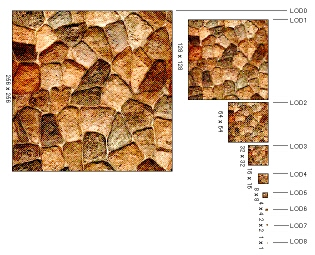 LOD0
LOD1
256 x 256
128 x 128
LOD2
64 x 64
LOD3
32 x 32
LOD4
16 x 16
LOD5
8 x 8
LOD6
4 x 4
LOD7
2 x 2
LOD8
1 x 1